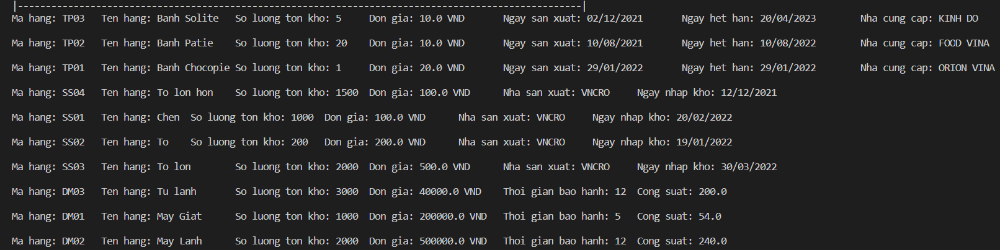 |-----------------------------------------------------------------------------------------------------|
Ma hang: TP03   Ten hang: Banh Solite   So luong ton kho: 5     Don gia: 10.0 VND       Ngay san xuat: 02/12/2021       Ngay het han: 20/04/2023        Nha cung cap: KINH DO
Ma hang: TP02   Ten hang: Banh Patie    So luong ton kho: 20    Don gia: 10.0 VND       Ngay san xuat: 10/08/2021       Ngay het han: 10/08/2022        Nha cung cap: FOOD VINA
Ma hang: TP01   Ten hang: Banh Chocopie So luong ton kho: 1     Don gia: 20.0 VND       Ngay san xuat: 29/01/2022       Ngay het han: 29/01/2022        Nha cung cap: ORION VINA
Ma hang: SS04   Ten hang: To lon hon    So luong ton kho: 1500  Don gia: 100.0 VND      Nha san xuat: VNCRO     Ngay nhap kho: 12/12/2021
Ma hang: SS01   Ten hang: Chen  So luong ton kho: 1000  Don gia: 100.0 VND      Nha san xuat: VNCRO     Ngay nhap kho: 20/02/2022
Ma hang: SS02   Ten hang: To    So luong ton kho: 200   Don gia: 200.0 VND      Nha san xuat: VNCRO     Ngay nhap kho: 19/01/2022
Ma hang: SS03   Ten hang: To lon        So luong ton kho: 2000  Don gia: 500.0 VND      Nha san xuat: VNCRO     Ngay nhap kho: 30/03/2022
Ma hang: DM03   Ten hang: Tu lanh       So luong ton kho: 3000  Don gia: 40000.0 VND    Thoi gian bao hanh: 12  Cong suat: 200.0
Ma hang: DM01   Ten hang: May Giat      So luong ton kho: 1000  Don gia: 200000.0 VND   Thoi gian bao hanh: 5   Cong suat: 54.0
Ma hang: DM02   Ten hang: May Lanh      So luong ton kho: 2000  Don gia: 500000.0 VND   Thoi gian bao hanh: 12  Cong suat: 240.0